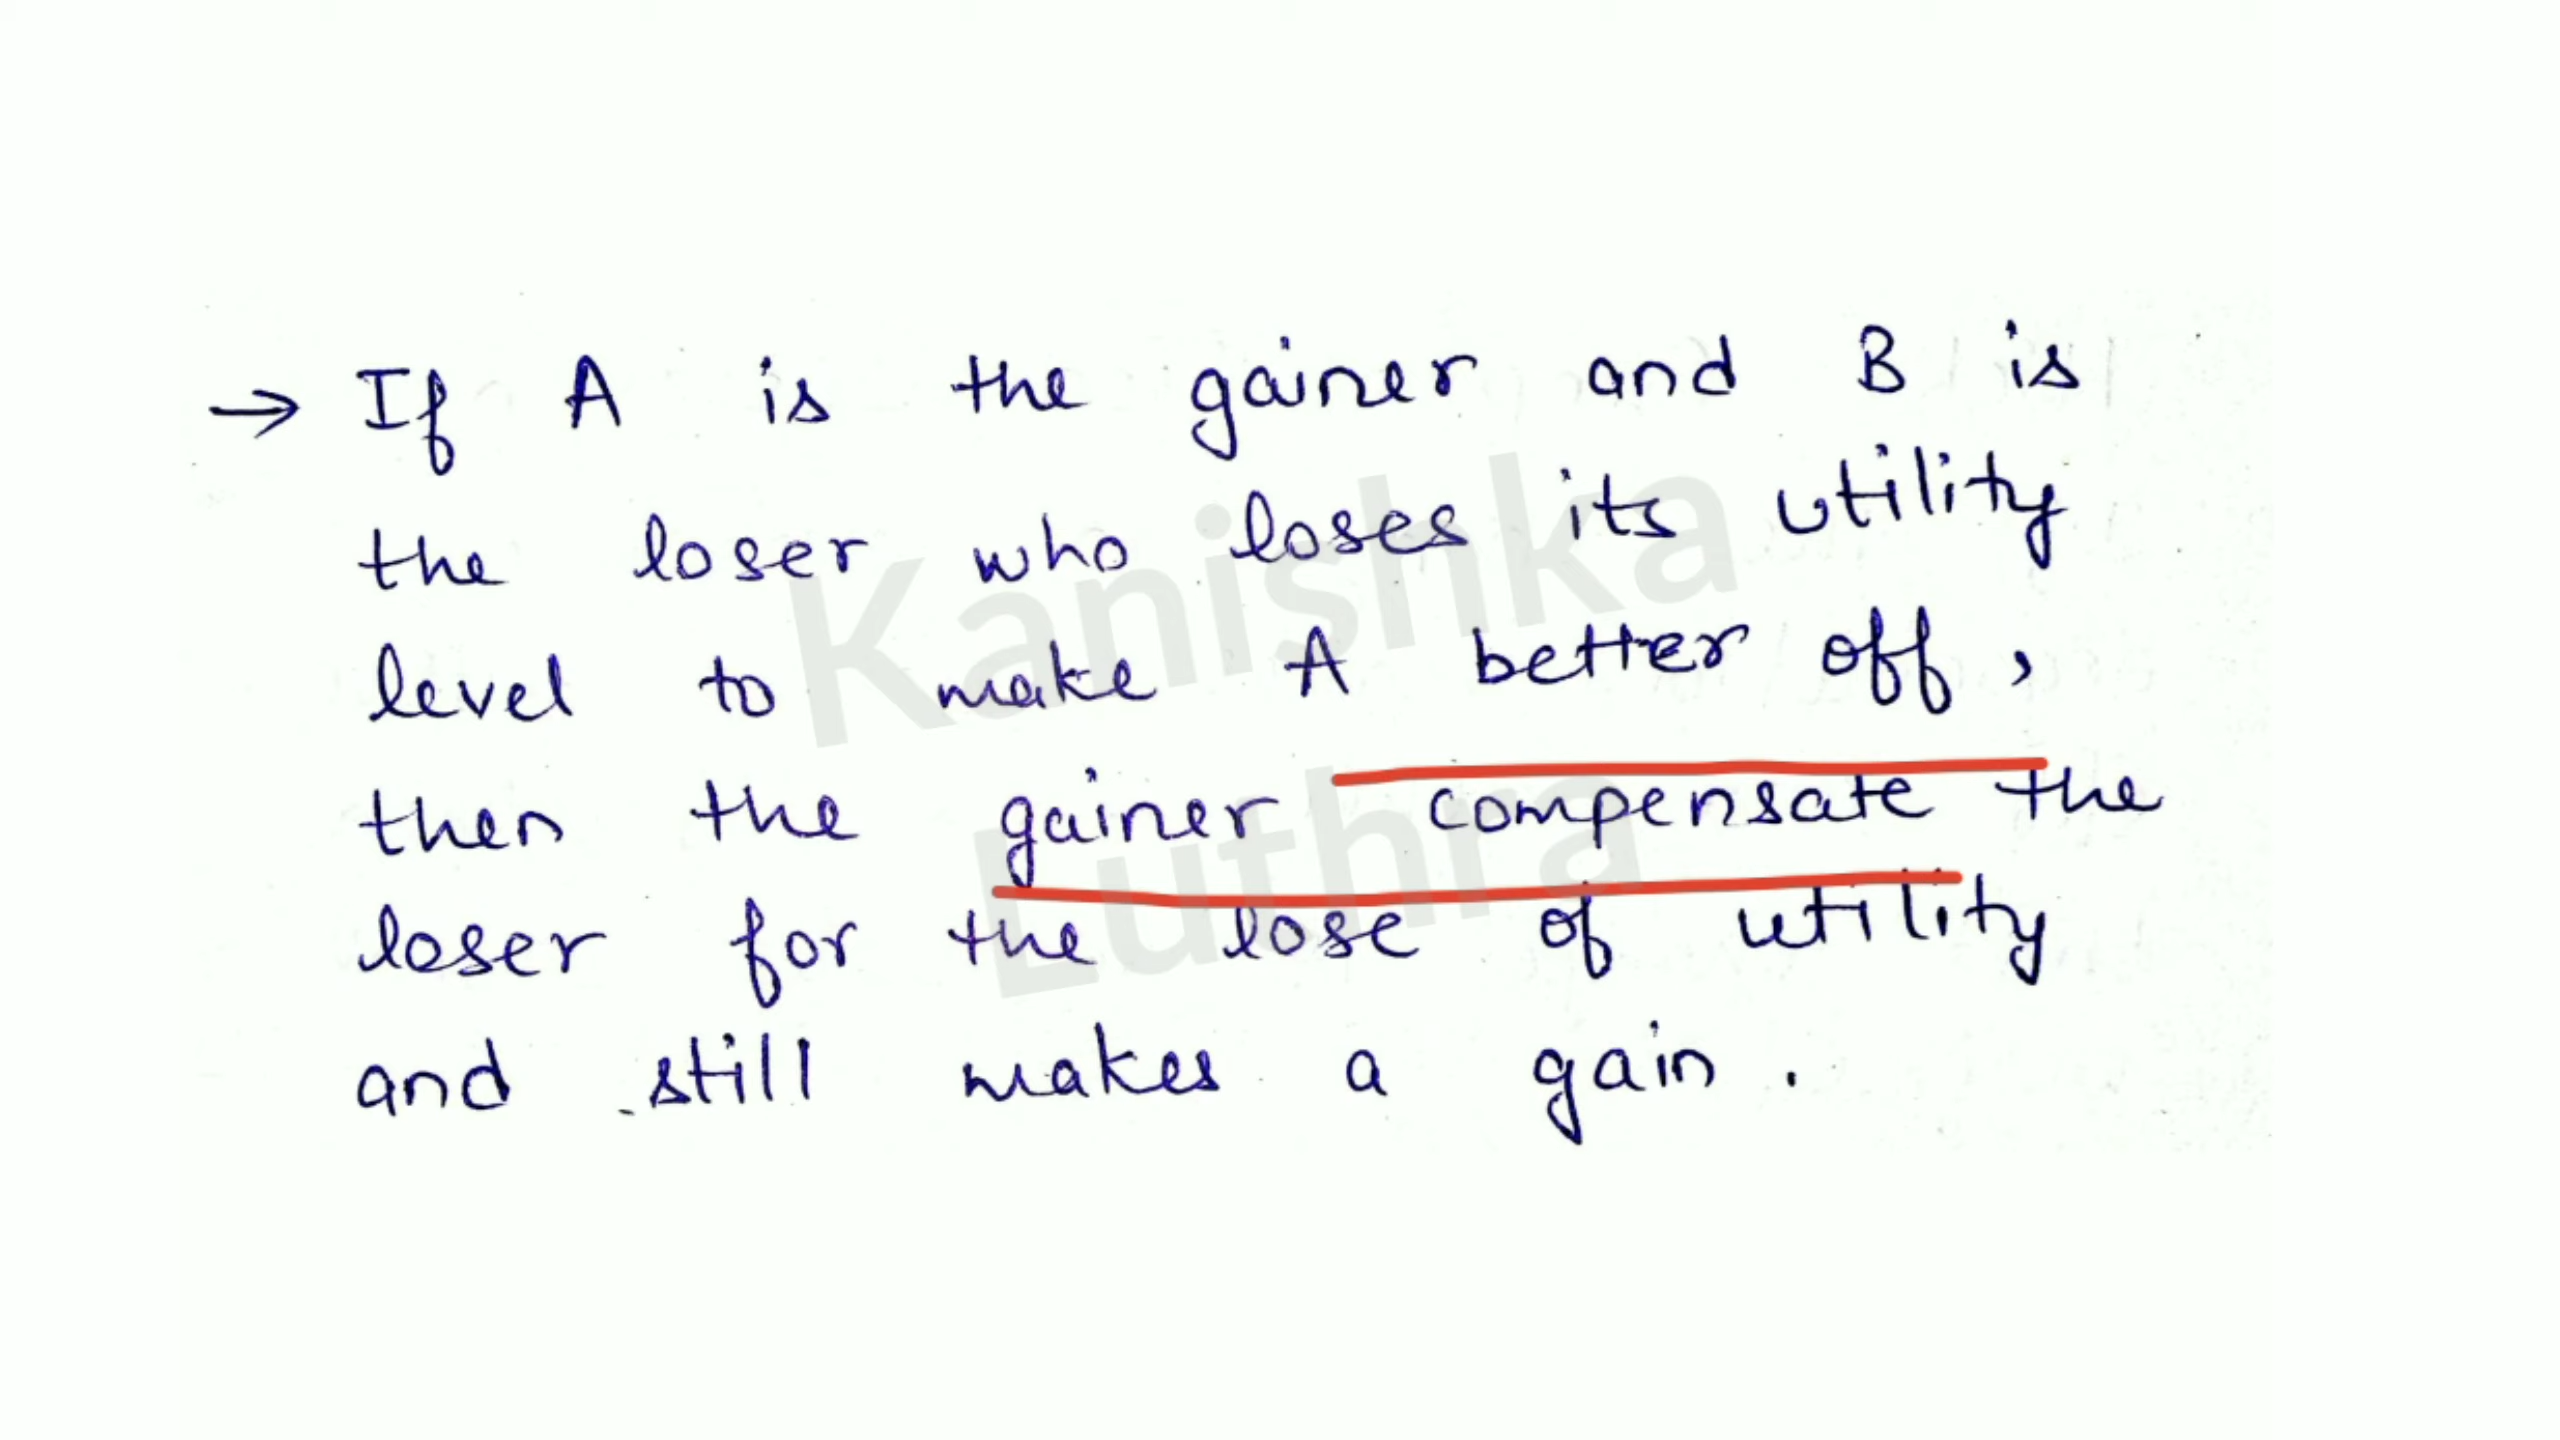 → If A is the gainer and B is
the loser who loses its utility
level to make A better off,
then the gainer compensate the
loser for the lose of utility
and still makes a gain.
Kanishka
Luthra